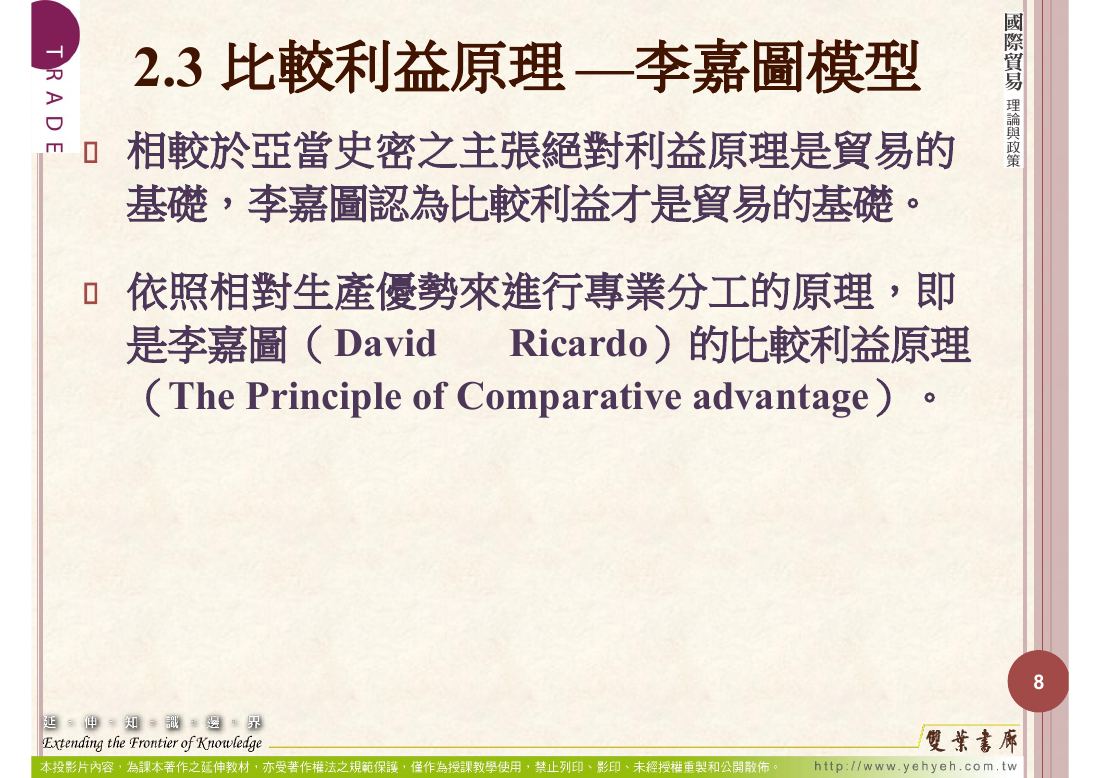 TRADE
2.3 比較利益原理 —李嘉圖模型
國際貿易 理論與政策
相較於亞當史密之主張絕對利益原理是貿易的
基礎，李嘉圖認為比較利益才是貿易的基礎。
依照相對生產優勢來進行專業分工的原理，即
是李嘉圖（David Ricardo）的比較利益原理
（The Principle of Comparative advantage）。
8
延・伸・知・識・邊・界
Extending the Frontier of Knowledge
雙葉書廊
本投影片內容，為課本著作之延伸教材，亦受著作權法之規範保護，僅作為授課教學使用，禁止列印、影印、未經授權重製和公開散佈。
http://www.yehyeh.com.tw